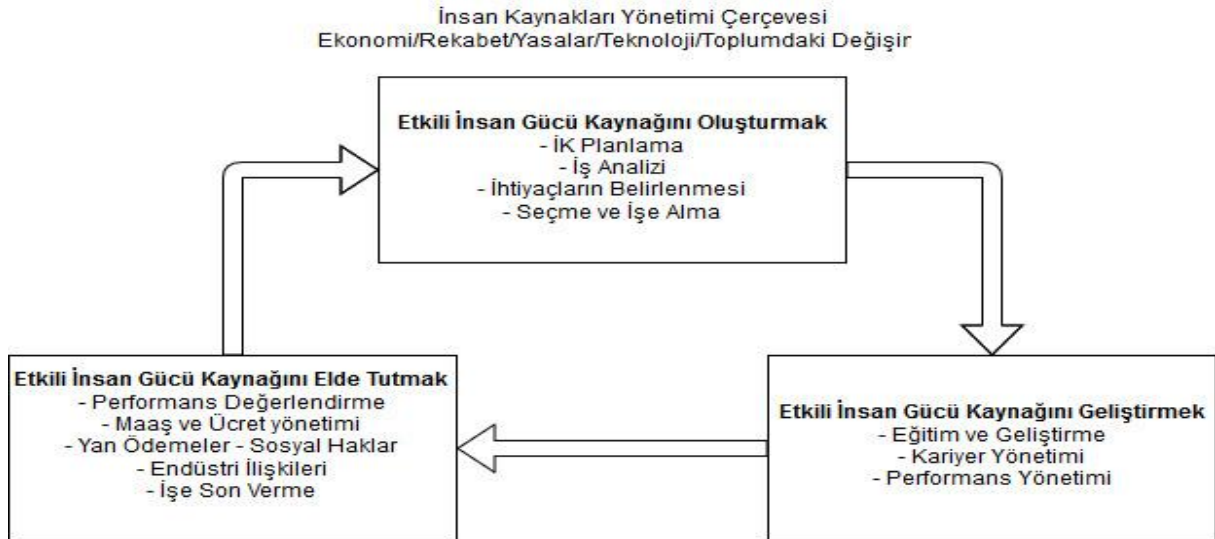 İnsan Kaynakları Yönetimi Çerçevesi
Ekonomi/Rekabet/Yasalar/Teknoloji/Toplumdaki Değişir
Etkili İnsan Gücü Kaynağını Oluşturmak
- İK Planlama
- İş Analizi
- İhtiyaçların Belirlenmesi
- Seçme ve İşe Alma
Etkili İnsan Gücü Kaynağını Elde Tutmak
- Performans Değerlendirme
- Maaş ve Ücret yönetimi
- Yan Ödemeler - Sosyal Haklar
- Endüstri İlişkileri
- İşe Son Verme
Etkili İnsan Gücü Kaynağını Geliştirmek
- Eğitim ve Geliştirme
- Kariyer Yönetimi
- Performans Yönetimi